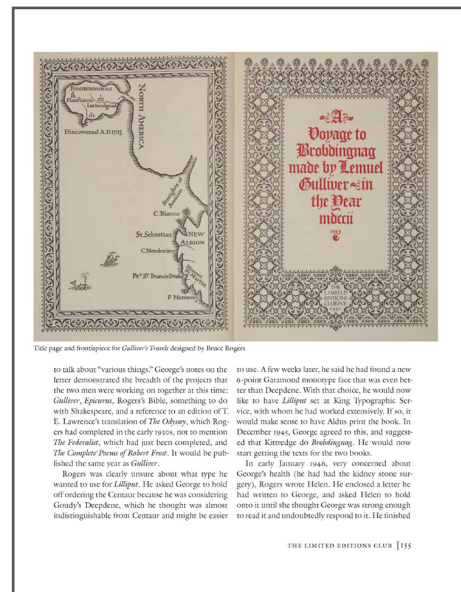 BROBDINGNAG
Flanflasnic
Lorbrulgrud
NORTH AMERICA
Discovered A.D. 1703
Streights of Annian
C. Blanco
St Sebastian
NEW ALBION
C. Mendocino
Pto St Francis Drake
P. Monterey
A
Voyage to
Brobdingnag
made by Lemuel
Gulliver in
the Year
mdccii
THE
LIMITED
EDITIONS
CLUB NY
Title page and frontispiece for Gulliver's Travels designed by Bruce Rogers
to talk about "various things." George's notes on the
letter demonstrated the breadth of the projects that
the two men were working on together at this time:
Gulliver, Epicurus, Rogers's Bible, something to do
with Shakespeare, and a reference to an edition of T.
E. Lawrence's translation of The Odyssey, which Rog-
ers had completed in the early 1920s, not to mention
The Federalist, which had just been completed, and
The Complete Poems of Robert Frost. It would be pub-
lished the same year as Gulliver.
Rogers was clearly unsure about what type he
wanted to use for Lilliput. He asked George to hold
off ordering the Centaur because he was considering
Goudy's Deepdene, which he thought was almost
indistinguishable from Centaur and might be easier
to use. A few weeks later, he said he had found a new
6-point Garamond monotype face that was even bet-
ter than Deepdene. With that choice, he would now
like to have Lilliput set at King Typographic Ser-
vice, with whom he had worked extensively. If so, it
would make sense to have Aldus print the book. In
December 1945, George agreed to this, and suggest-
ed that Kittredge do Brobdingnag. He would now
start getting the texts for the two books.
In early January 1946, very concerned about
George's health (he had had the kidney stone sur-
gery), Rogers wrote Helen. He enclosed a letter he
had written to George, and asked Helen to hold
onto it until she thought George was strong enough
to read it and undoubtedly respond to it. He finished
THE LIMITED EDITIONS CLUB [155